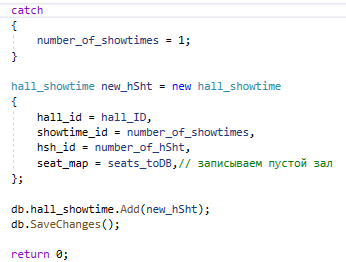 catch
{
number_of_showtimes = 1;
}
hall_showtime new_hSht = new hall_showtime
{
hall_id = hall_ID,
showtime_id = number_of_showtimes,
hsh_id = number_of_hSht,
seat_map = seats_toDB,// записываем пустой зал
};
db.hall_showtime.Add(new_hSht);
db.SaveChanges();
return 0;